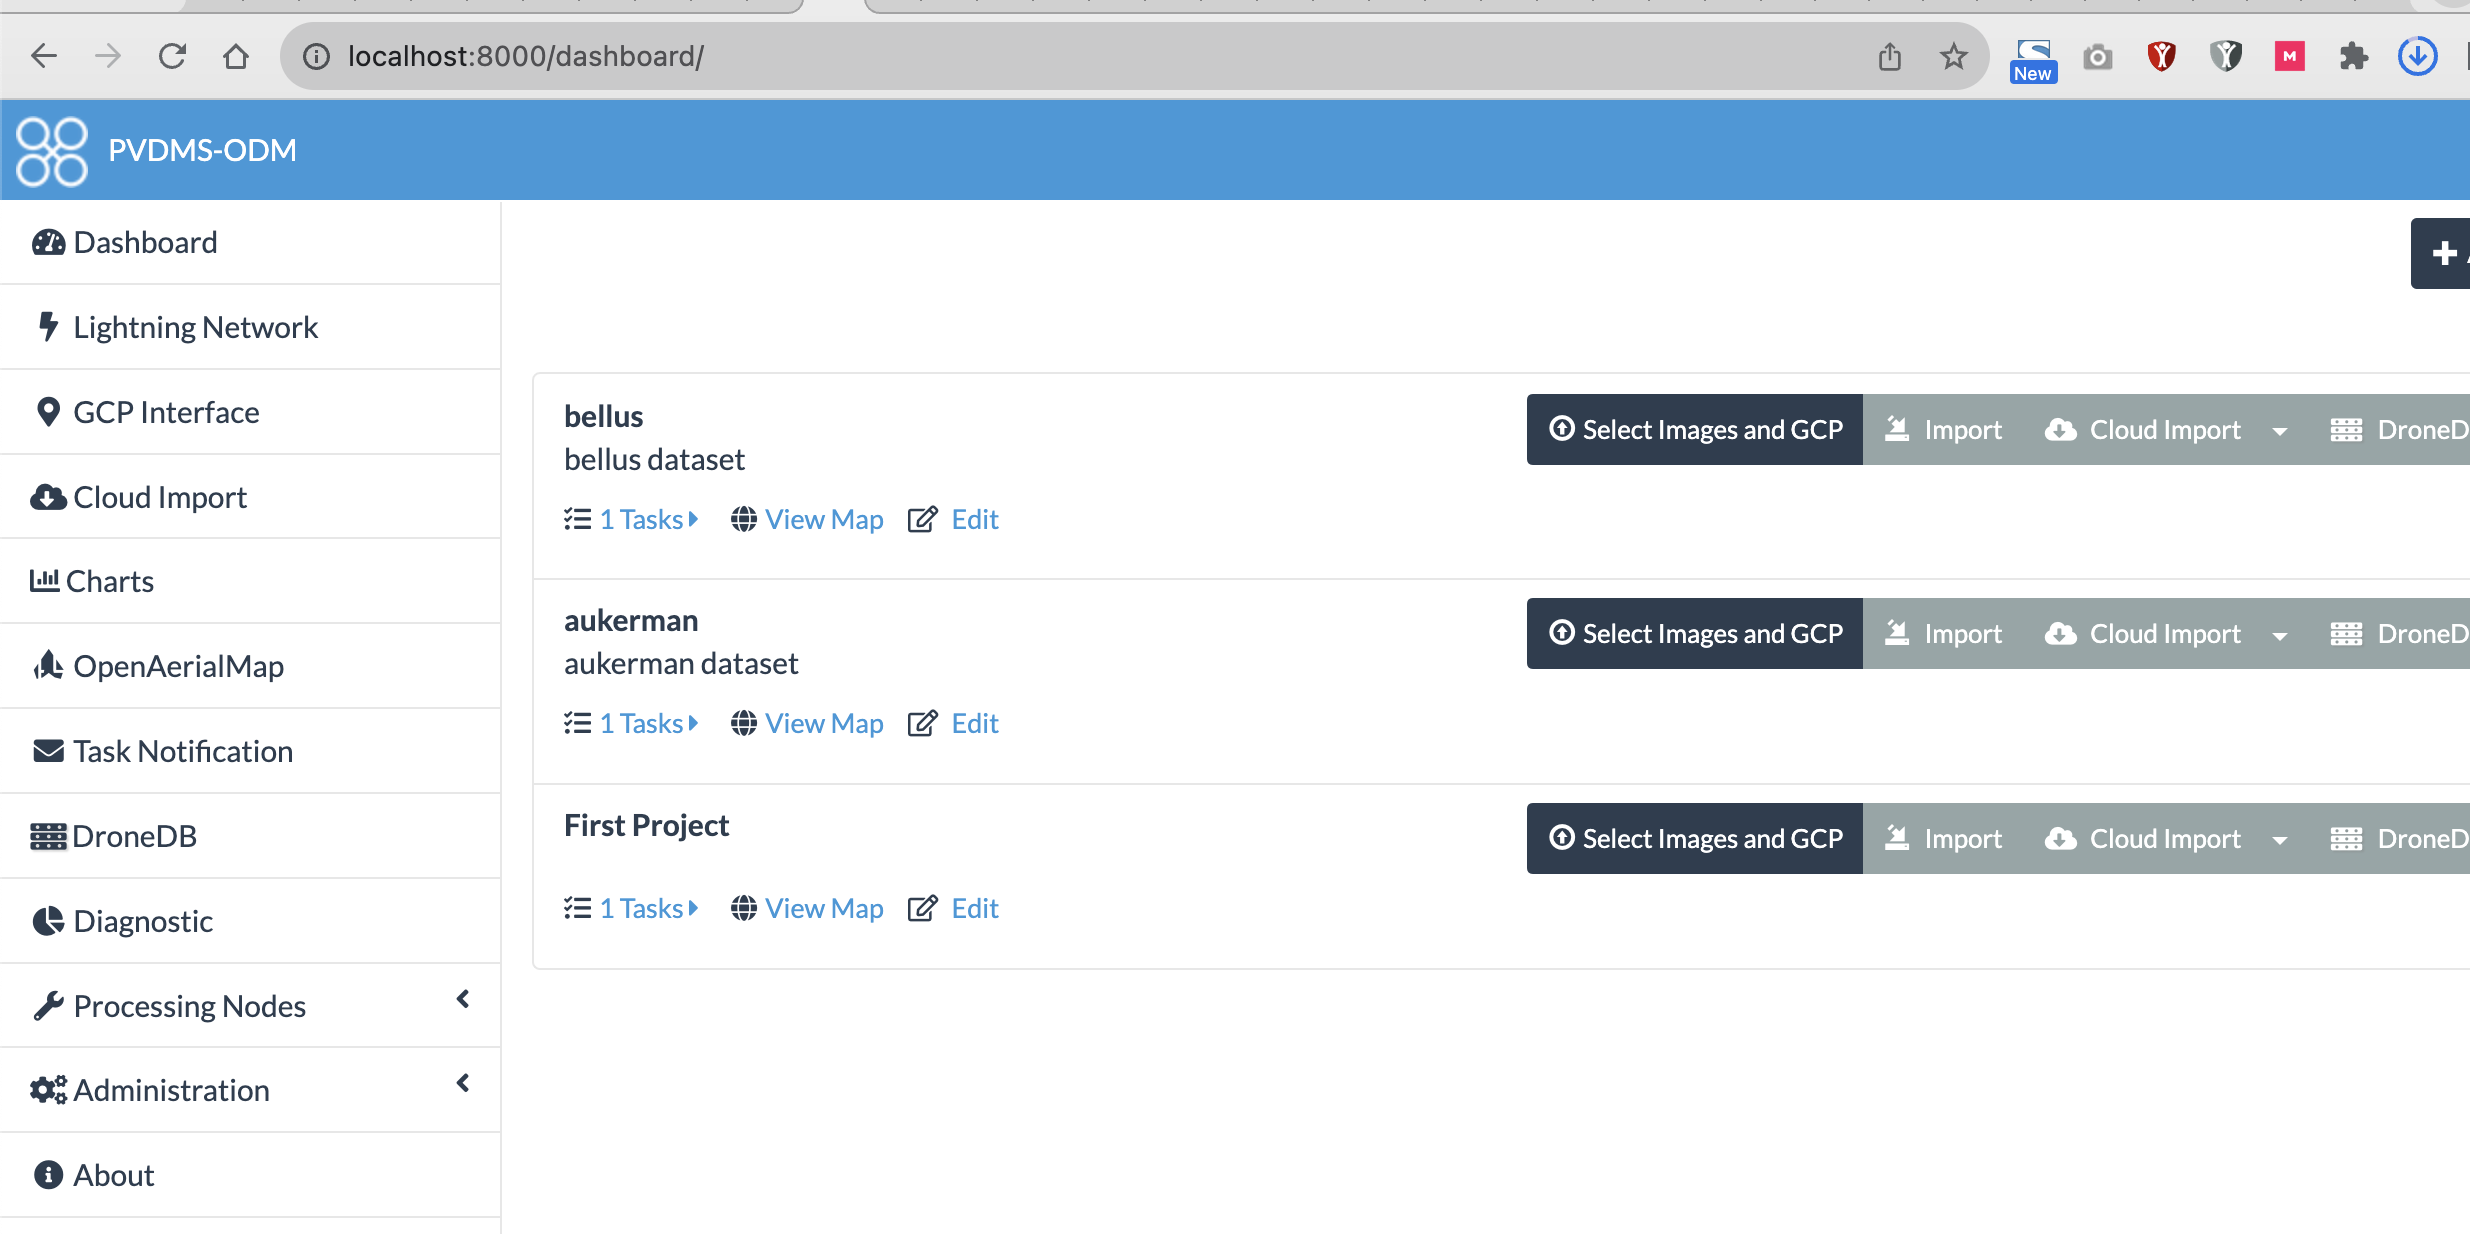 localhost:8000/dashboard/
New
M
PVDMS-ODM
Dashboard
Lightning Network
GCP Interface
Cloud Import
Charts
OpenAerialMap
Task Notification
DroneDB
Diagnostic
Processing Nodes
Administration
About
bellus
bellus dataset
1 Tasks View Map Edit
Select Images and GCP Import Cloud Import DroneD
aukerman
aukerman dataset
1 Tasks View Map Edit
Select Images and GCP Import Cloud Import DroneD
First Project
1 Tasks View Map Edit
Select Images and GCP Import Cloud Import DroneD